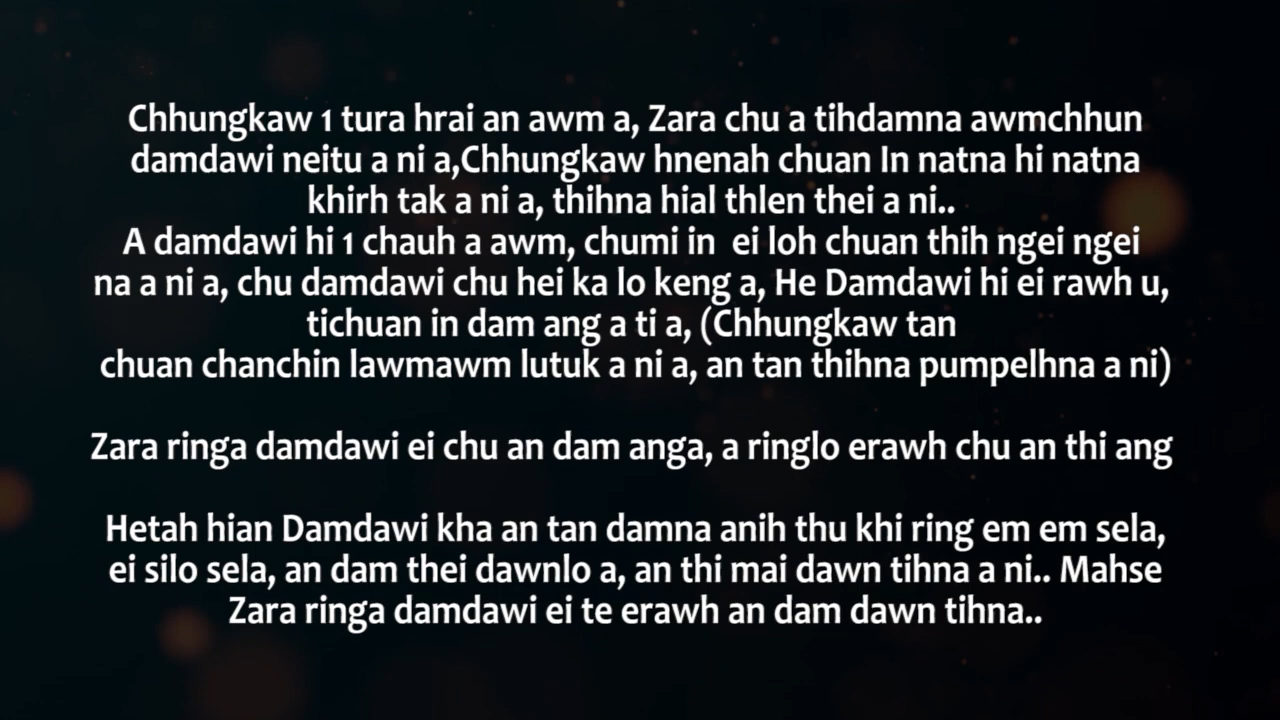 Chhungkaw 1 tura hrai an awm a, Zara chu a tihdamna awmchhun
damdawi neitu a ni a,Chhungkaw hnenah chuan In natna hi natna
khirh tak a ni a, thihna hial thlen thei a ni..
A damdawi hi 1 chauh a awm, chumi in  ei loh chuan thih ngei ngei
na a ni a, chu damdawi chu hei ka lo keng a, He Damdawi hi ei rawh u,
tichuan in dam ang a ti a, (Chhungkaw tan
chuan chanchin lawmawm lutuk a ni a, an tan thihna pumpelhna a ni)
Zara ringa damdawi ei chu an dam anga, a ringlo erawh chu an thi ang
Hetah hian Damdawi kha an tan damna anih thu khi ring em em sela,
ei silo sela, an dam thei dawnlo a, an thi mai dawn tihna a ni.. Mahse
Zara ringa damdawi ei te erawh an dam dawn tihna..